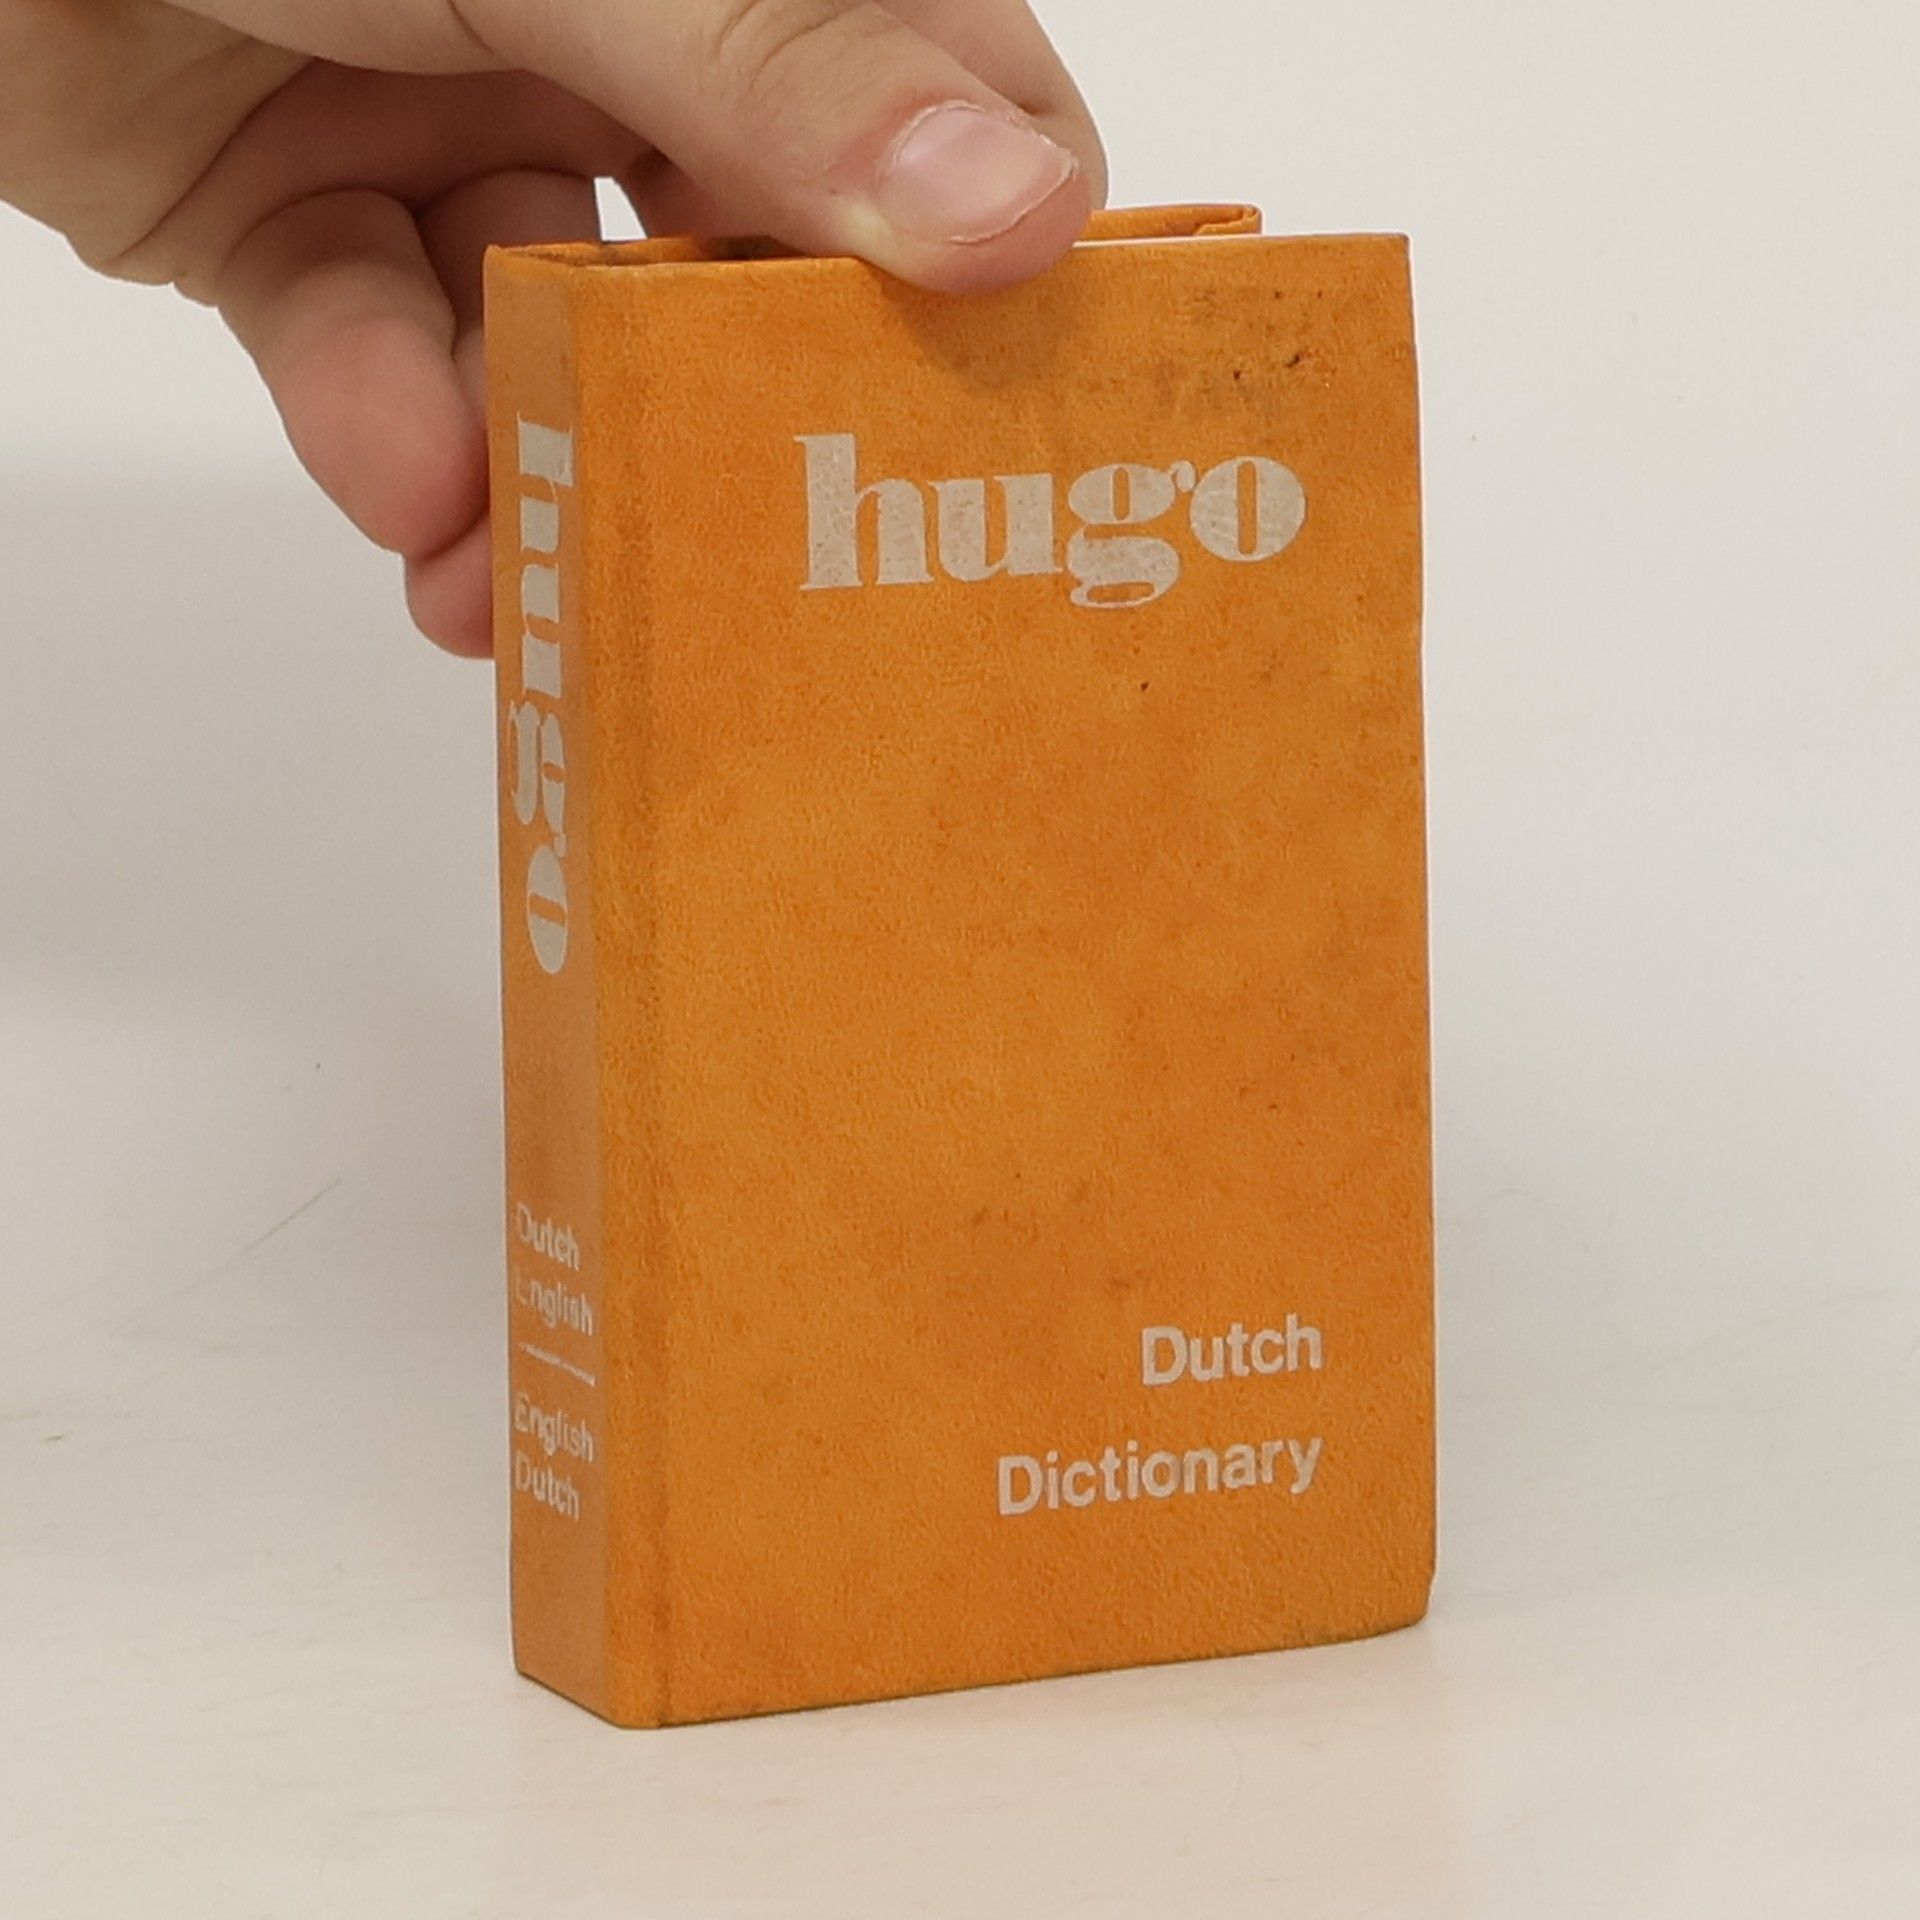 hugo
Dutch
English
English
Dutch
hugo
Dutch
Dictionary